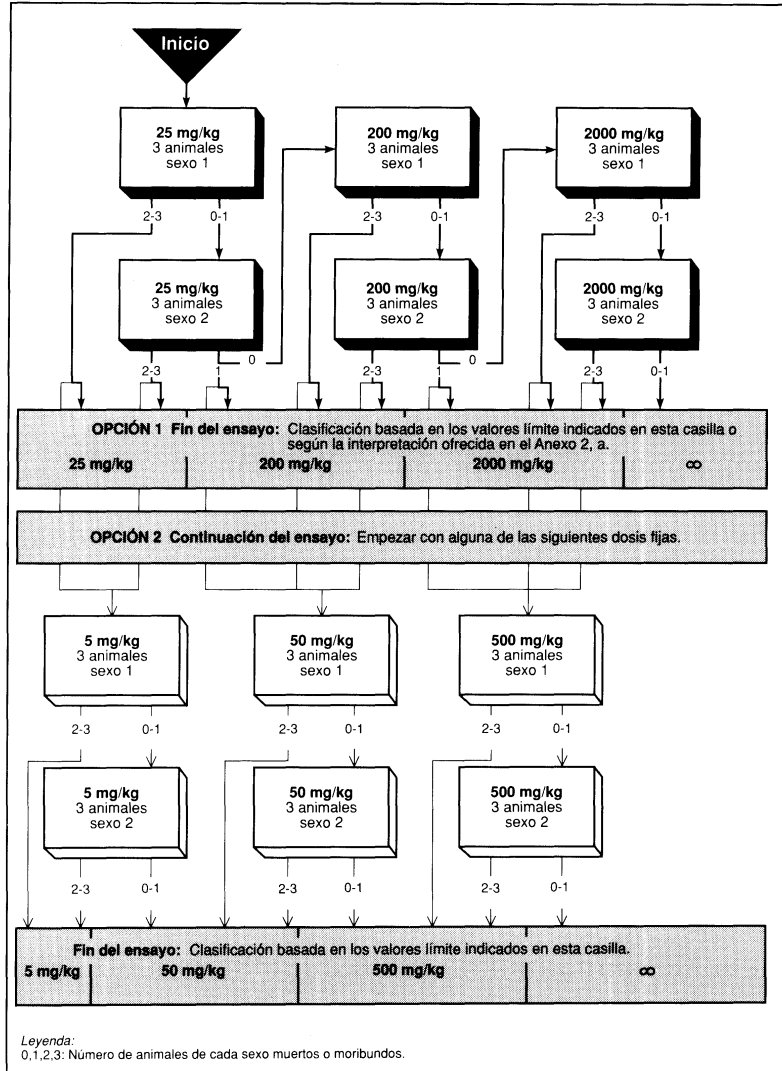 Inicio
25 mg/kg
3 animales
sexo 1
200 mg/kg
3 animales
sexo 1
2000 mg/kg
3 animales
sexo 1
2-3 0-1 2-3 0-1 2-3 0-1
25 mg/kg
3 animales
sexo 2
200 mg/kg
3 animales
sexo 2
2000 mg/kg
3 animales
sexo 2
0 0
2-3 1 2-3 1 2-3 0-1
OPCIÓN 1 Fin del ensayo: Clasificación basada en los valores límite indicados en esta casilla o
según la interpretación ofrecida en el Anexo 2, a.
25 mg/kg 200 mg/kg 2000 mg/kg ∞
OPCIÓN 2 Continuación del ensayo: Empezar con alguna de las siguientes dosis fijas.
5 mg/kg
3 animales
sexo 1
50 mg/kg
3 animales
sexo 1
500 mg/kg
3 animales
sexo 1
2-3 0-1 2-3 0-1 2-3 0-1
5 mg/kg
3 animales
sexo 2
50 mg/kg
3 animales
sexo 2
500 mg/kg
3 animales
sexo 2
2-3 0-1 2-3 0-1 2-3 0-1
Fin del ensayo: Clasificación basada en los valores límite indicados en esta casilla.
5 mg/kg 50 mg/kg 500 mg/kg ∞
Leyenda:
0,1,2,3: Número de animales de cada sexo muertos o moribundos.